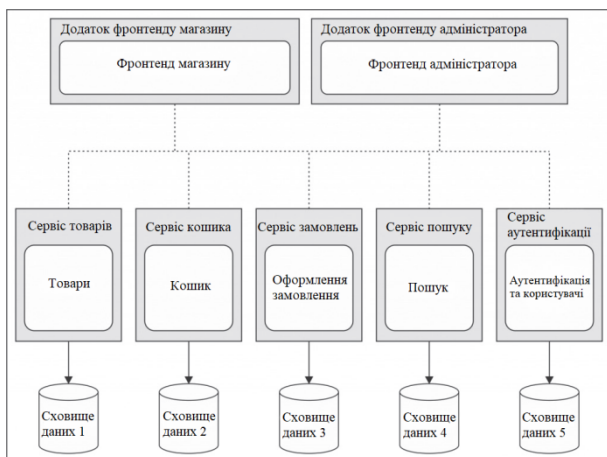 Додаток фронтенду магазину
Фронтенд магазину
Додаток фронтенду адміністратора
Фронтенд адміністратора
Сервіс товарів
Товари
Сервіс кошика
Кошик
Сервіс замовлень
Оформлення
замовлення
Сервіс пошуку
Пошук
Сервіс
аутентифікації
Аутентифікація
та користувачі
Сховище
даних 1
Сховище
даних 2
Сховище
даних 3
Сховище
даних 4
Сховище
даних 5